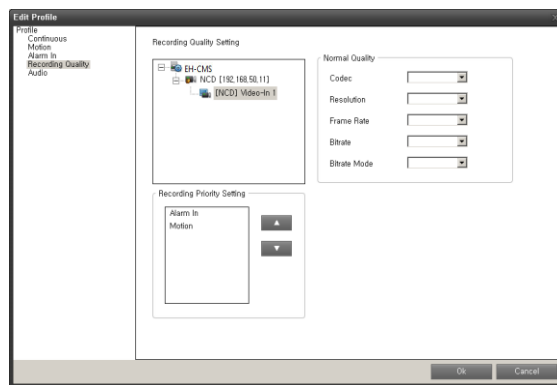 Edit Profile
Profile
Continuous
Motion
Alarm In
Recording Quality
Audio
Recording Quality Setting
EH-CMS
NCD [192,168,50,11]
[NCD] Video-In 1
Normal Quality
Codec
Resolution
Frame Rate
Bitrate
Bitrate Mode
Recording Priority Setting
Alarm In
Motion
Ok
Cancel